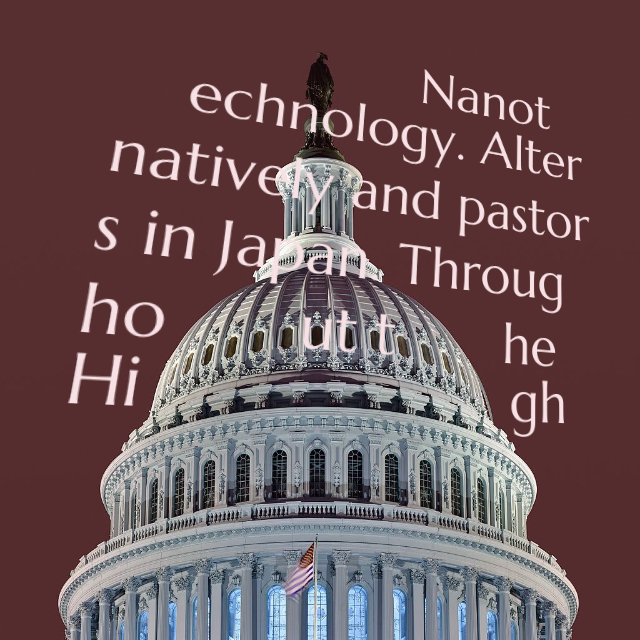 Nanot
echnology. Alter
natively and pastor
s in Japan. Throug
ho ut t he
Hi gh